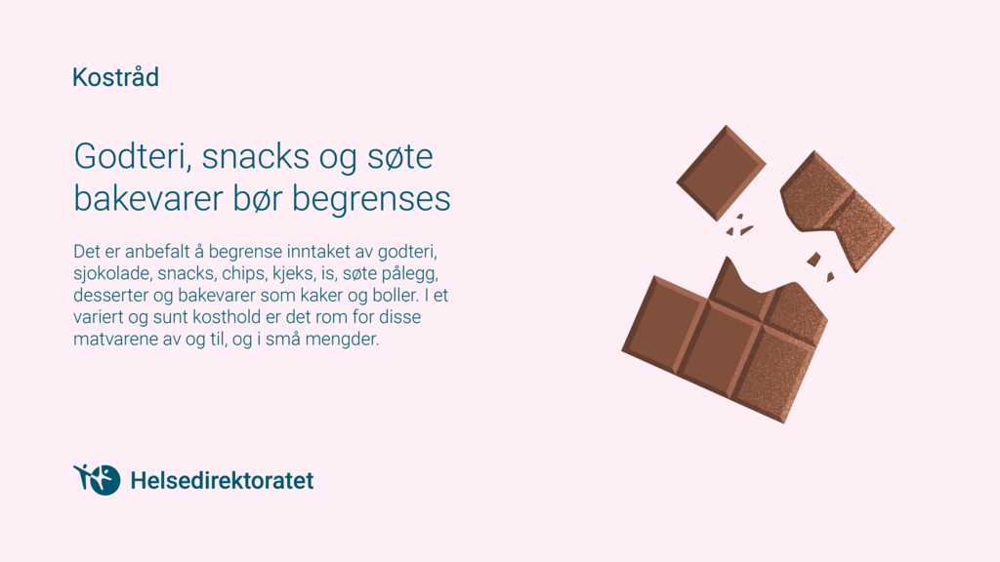 Kostråd
Godteri, snacks og søte
bakevarer bør begrenses
Det er anbefalt å begrense inntaket av godteri,
sjokolade, snacks, chips, kjeks, is, søte pålegg,
desserter og bakevarer som kaker og boller. I et
variert og sunt kosthold er det rom for disse
matvarene av og til, og i små mengder.
Helsedirektoratet